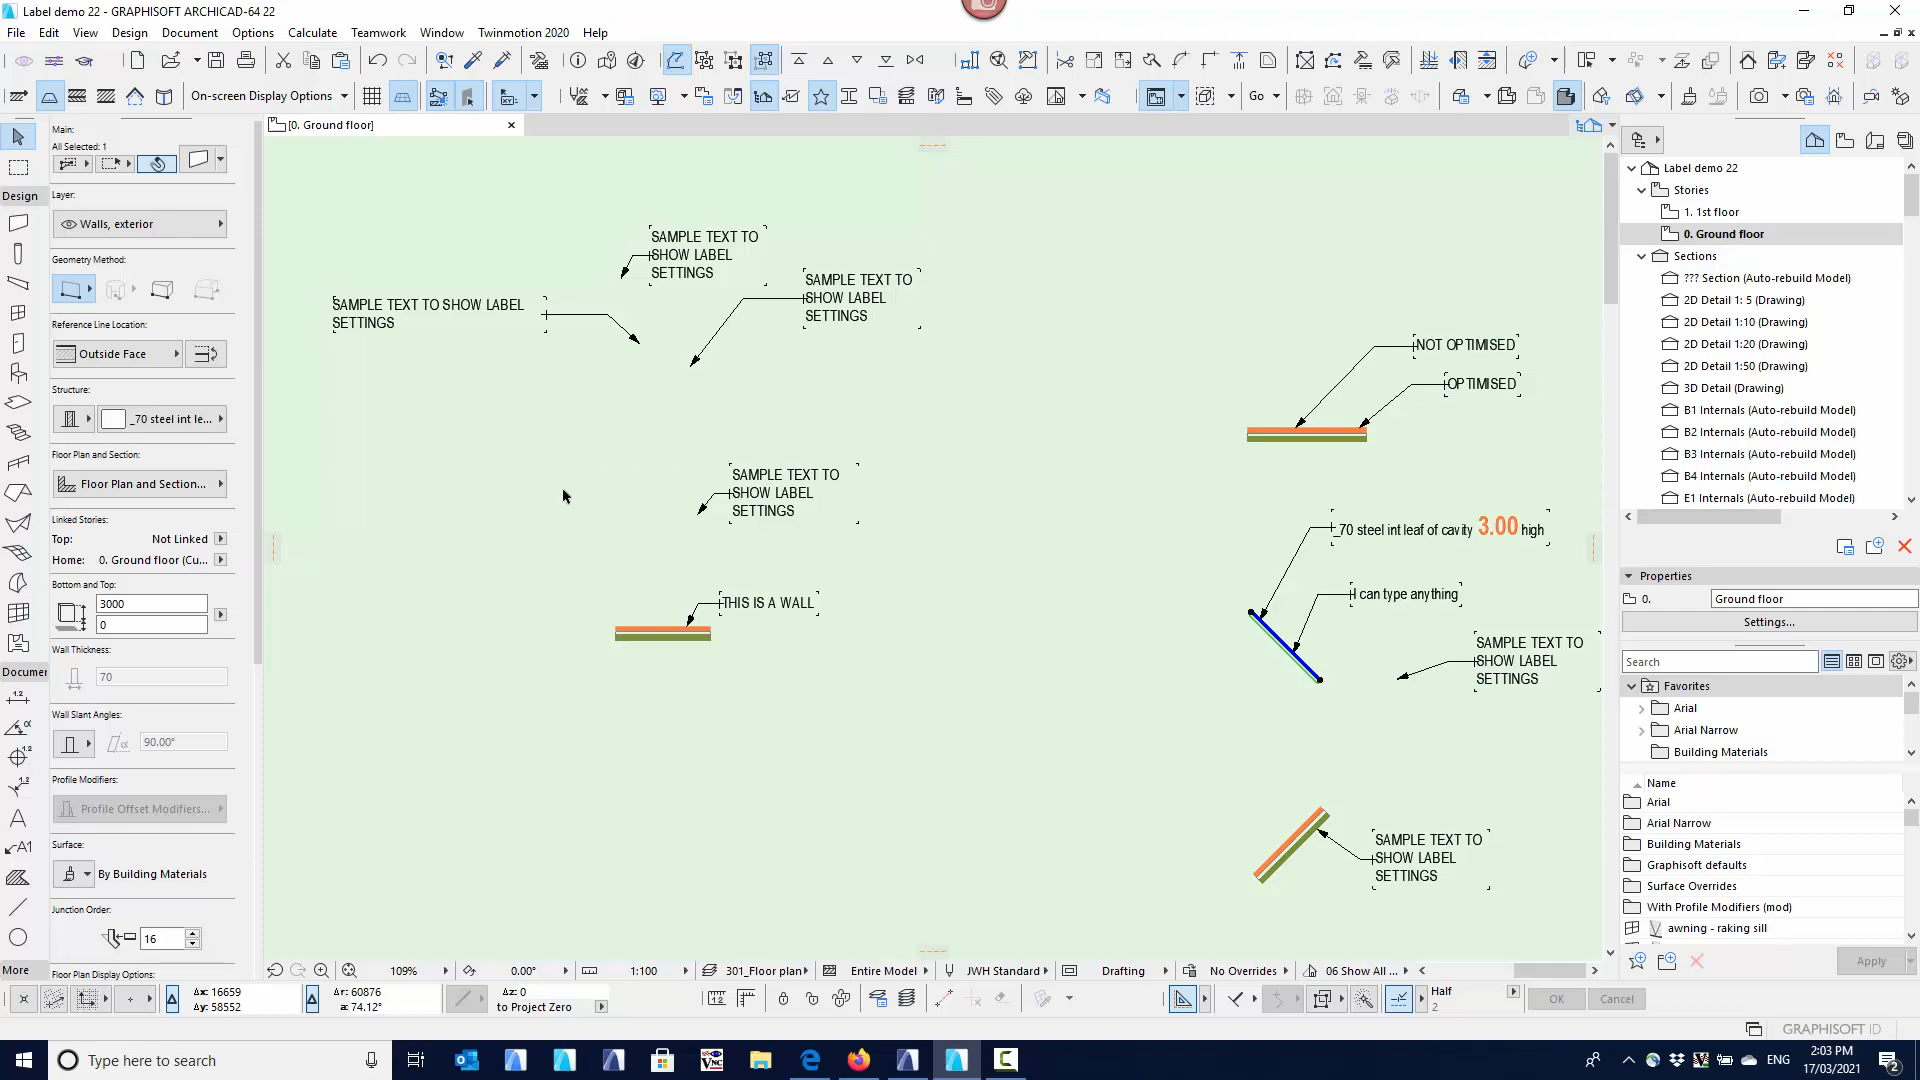 Label demo 22 - GRAPHISOFT ARCHICAD-64 22
File Edit View Design Document Options Calculate Teamwork Window Twinmotion 2020 Help
On-screen Display Options
Go
[0. Ground floor]
Main:
All Selected: 1
Layer:
Walls, exterior
Geometry Method:
Reference Line Location:
Outside Face
Structure:
_70 steel int le...
Floor Plan and Section:
Floor Plan and Section...
Linked Stories:
Top: Not Linked
Home: 0. Ground floor (Cu...
Bottom and Top:
3000
0
Wall Thickness:
70
Wall Slant Angles:
90.00°
Profile Modifiers:
Profile Offset Modifiers...
Surface:
By Building Materials
Junction Order:
16
Floor Plan Display Options:
Design
Document
More
SAMPLE TEXT TO
SHOW LABEL
SETTINGS
SAMPLE TEXT TO
SHOW LABEL
SETTINGS
SAMPLE TEXT TO SHOW LABEL
SETTINGS
NOT OPTIMISED
OPTIMISED
SAMPLE TEXT TO
SHOW LABEL
SETTINGS
_70 steel int leaf of cavity 3.00 high
I can type anything
THIS IS A WALL
SAMPLE TEXT TO
SHOW LABEL
SETTINGS
SAMPLE TEXT TO
SHOW LABEL
SETTINGS
Label demo 22
Stories
1. 1st floor
0. Ground floor
Sections
??? Section (Auto-rebuild Model)
2D Detail 1: 5 (Drawing)
2D Detail 1:10 (Drawing)
2D Detail 1:20 (Drawing)
2D Detail 1:50 (Drawing)
3D Detail (Drawing)
B1 Internals (Auto-rebuild Model)
B2 Internals (Auto-rebuild Model)
B3 Internals (Auto-rebuild Model)
B4 Internals (Auto-rebuild Model)
E1 Internals (Auto-rebuild Model)
Properties
0. Ground floor
Settings...
Search
Favorites
Arial
Arial Narrow
Building Materials
Name
Arial
Arial Narrow
Building Materials
Graphisoft defaults
Surface Overrides
With Profile Modifiers (mod)
awning - raking sill
Apply
109% 0.00° 1:100 301_Floor plan Entire Model JWH Standard Drafting No Overrides 06 Show All ...
Δx: 16659
Δy: 58552
Δr: 60876
a: 74.12°
Δz: 0
to Project Zero
Half
2
OK Cancel
GRAPHISOFT ID
Type here to search
ENG
2:03 PM
17/03/2021
2